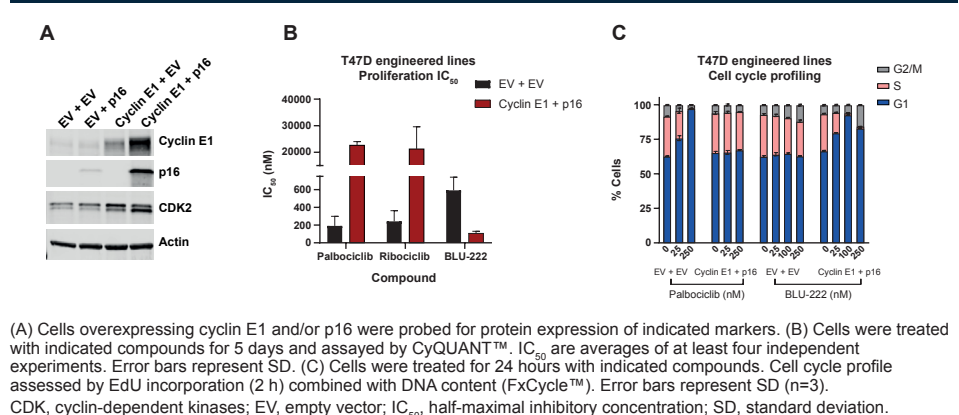 A
EV + EV
EV + p16
Cyclin E1 + EV
Cyclin E1 + p16
Cyclin E1
p16
CDK2
Actin
B
T47D engineered lines
Proliferation IC50
EV + EV
Cyclin E1 + p16
IC50 (nM)
40000
30000
20000
600
400
200
0
Palbociclib Ribociclib BLU-222
Compound
C
T47D engineered lines
Cell cycle profiling
G2/M
S
G1
% Cells
100
75
50
25
0
0 25 250 0 25 250 0 25 100 250 0 25 100 250
EV + EV Cyclin E1 + p16 EV + EV Cyclin E1 + p16
Palbociclib (nM) BLU-222 (nM)
(A) Cells overexpressing cyclin E1 and/or p16 were probed for protein expression of indicated markers. (B) Cells were treated
with indicated compounds for 5 days and assayed by CyQUANT™. IC50 are averages of at least four independent
experiments. Error bars represent SD. (C) Cells were treated for 24 hours with indicated compounds. Cell cycle profile
assessed by EdU incorporation (2 h) combined with DNA content (FxCycle™). Error bars represent SD (n=3).
CDK, cyclin-dependent kinases; EV, empty vector; IC50, half-maximal inhibitory concentration; SD, standard deviation.